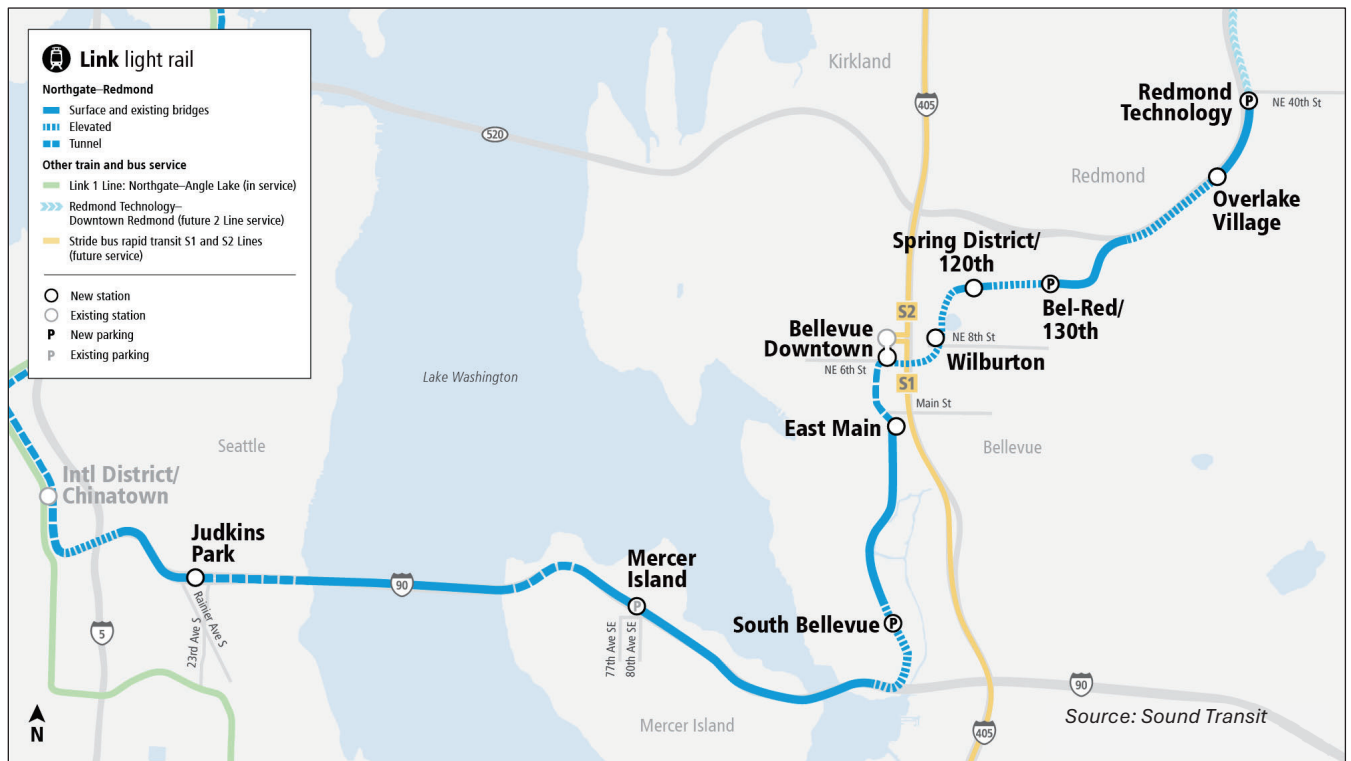 Link light rail
Northgate–Redmond
Surface and existing bridges
Elevated
Tunnel
Other train and bus service
Link 1 Line: Northgate–Angle Lake (in service)
Redmond Technology–
Downtown Redmond (future 2 Line service)
Stride bus rapid transit S1 and S2 Lines
(future service)
New station
Existing station
P New parking
P Existing parking
N
Kirkland
405
520
Redmond
Technology
P
NE 40th St
Redmond
Overlake
Village
Spring District/
120th
P
Bel-Red/
130th
S2
Bellevue
Downtown
NE 8th St
NE 6th St
Wilburton
S1
Main St
East Main
Bellevue
Lake Washington
Seattle
Intl District/
Chinatown
Judkins
Park
90
Mercer
Island
P
Rainier Ave S
23rd Ave S
5
77th Ave SE
80th Ave SE
South Bellevue
P
90
Mercer Island
405
Source: Sound Transit